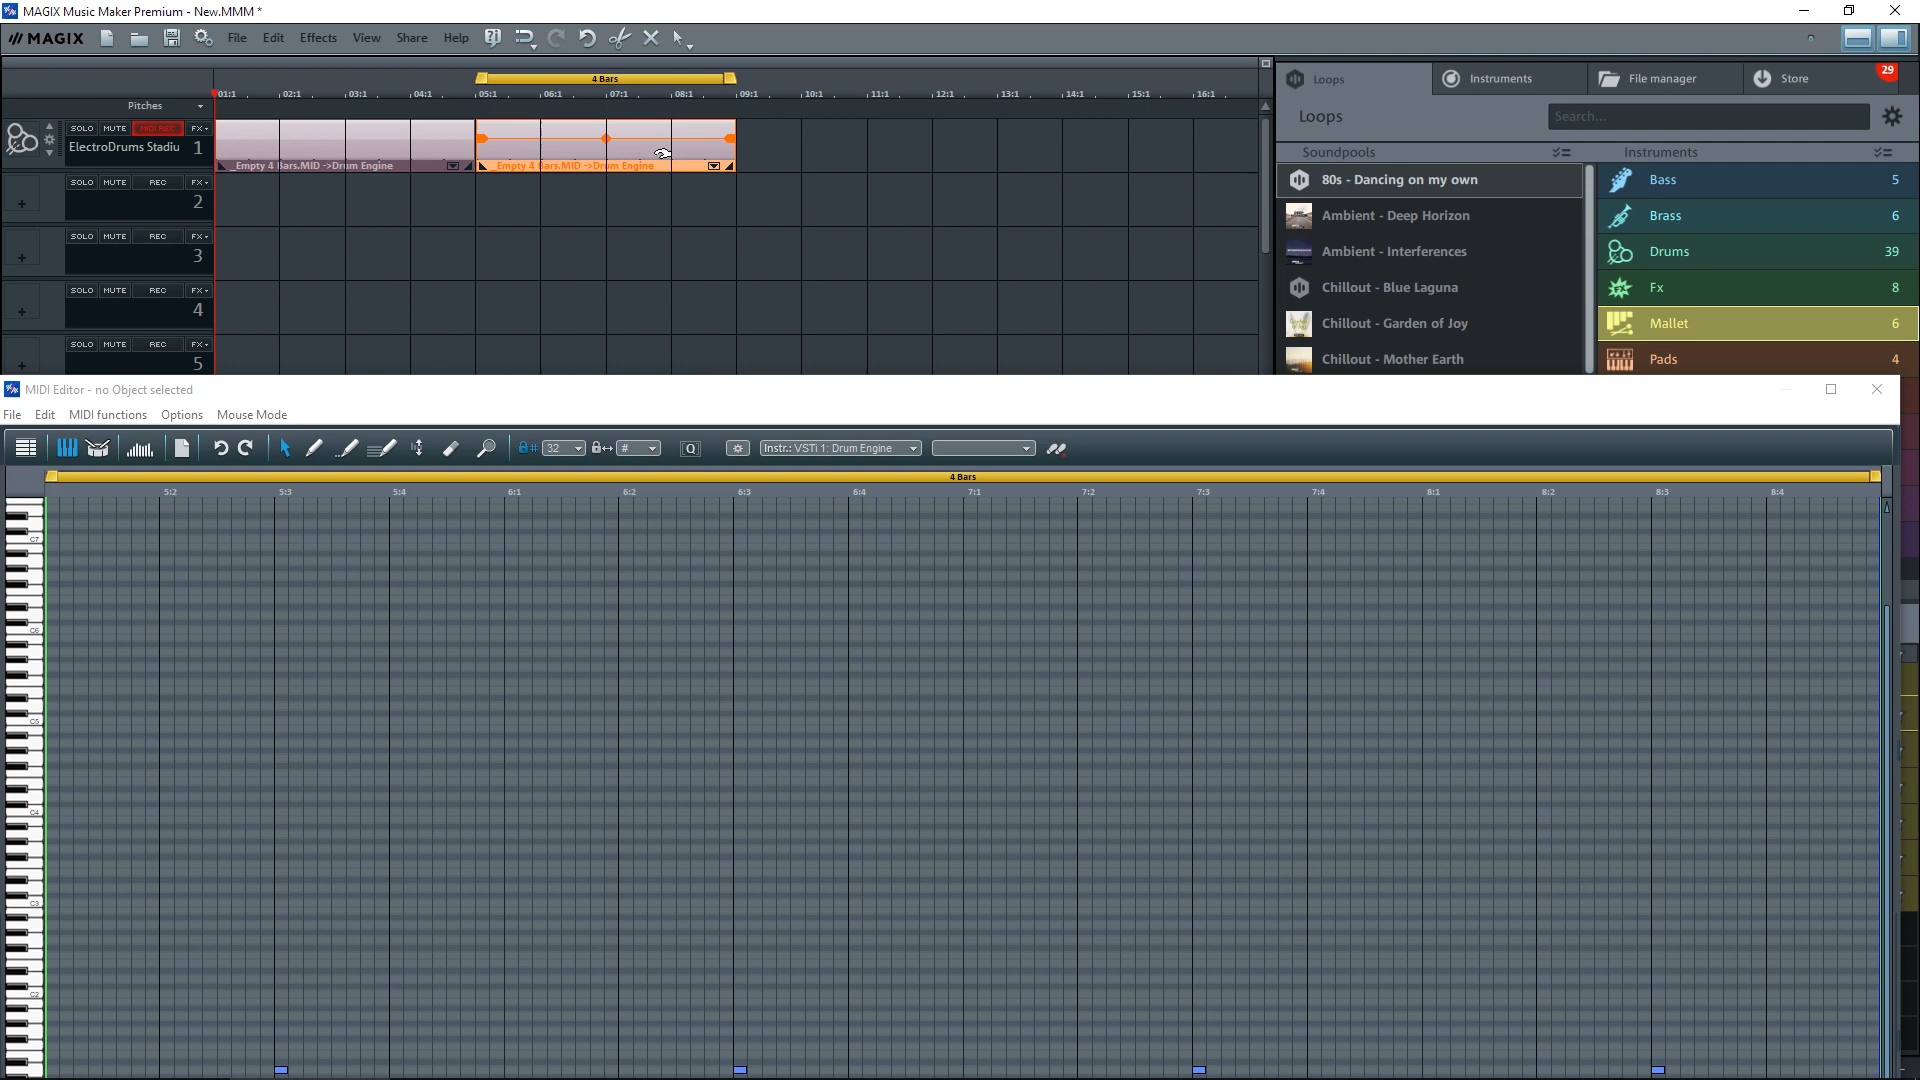 MAGIX Music Maker Premium - New.MMM *
MAGIX File Edit Effects View Share Help
4 Bars
01:1 02:1 03:1 04:1 05:1 06:1 07:1 08:1 09:1 10:1 11:1 12:1 13:1 14:1 15:1 16:1
Pitches
SOLO MUTE MIDI REC FX
ElectroDrums Stadiu 1
_Empty 4 Bars.MID ->Drum Engine
_Empty 4 Bars.MID ->Drum Engine
SOLO MUTE REC FX
2
SOLO MUTE REC FX
3
SOLO MUTE REC FX
4
SOLO MUTE REC FX
5
Loops Instruments File manager Store 29
Loops Search...
Soundpools Instruments
80s - Dancing on my own
Ambient - Deep Horizon
Ambient - Interferences
Chillout - Blue Laguna
Chillout - Garden of Joy
Chillout - Mother Earth
Bass 5
Brass 6
Drums 39
Fx 8
Mallet 6
Pads 4
MIDI Editor - no Object selected
File Edit MIDI functions Options Mouse Mode
32 # Q Instr.: VSTi 1: Drum Engine
4 Bars
5:2 5:3 5:4 6:1 6:2 6:3 6:4 7:1 7:2 7:3 7:4 8:1 8:2 8:3 8:4
C7
C6
C5
C4
C3
C2